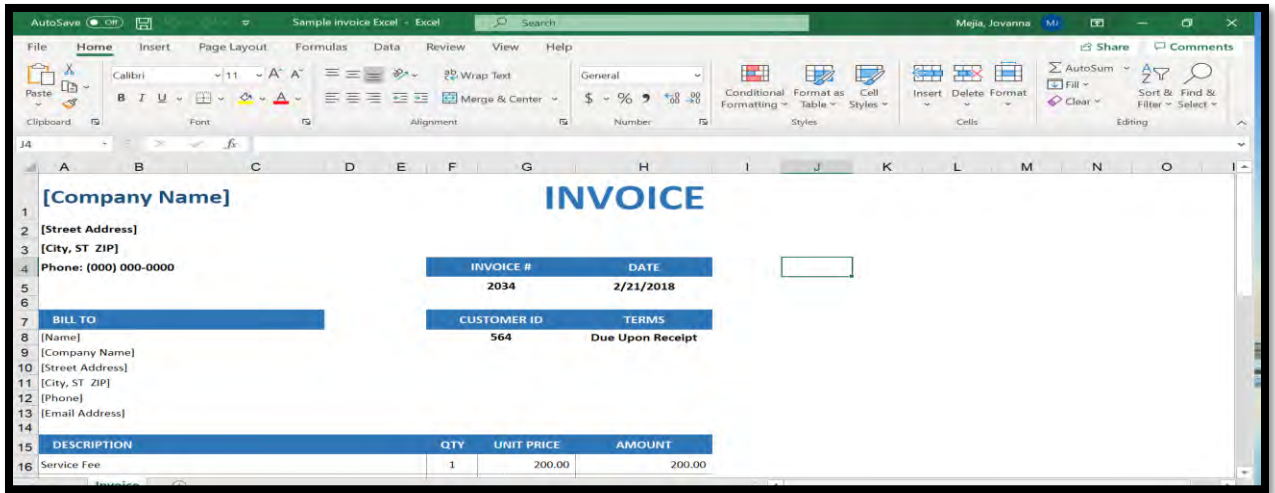 AutoSave Off Sample invoice Excel - Excel Search Mejia, Jovanna MJ
File Home Insert Page Layout Formulas Data Review View Help Share Comments
Calibri 11 A A Wrap Text General AutoSum
Paste Fill
B I U A Merge & Center $ % 9 Conditional Format as Cell Insert Delete Format Clear Sort & Find &
Formatting Table Styles Filter Select
Clipboard Font Alignment Number Styles Cells Editing
J4 fx
A B C D E F G H I J K L M N O
1 [Company Name] INVOICE
2 [Street Address]
3 [City, ST ZIP]
4 Phone: (000) 000-0000 INVOICE # DATE
5 2034 2/21/2018
6
7 BILL TO CUSTOMER ID TERMS
8 [Name] 564 Due Upon Receipt
9 [Company Name]
10 [Street Address]
11 [City, ST ZIP]
12 [Phone]
13 [Email Address]
14
15 DESCRIPTION QTY UNIT PRICE AMOUNT
16 Service Fee 1 200.00 200.00
Invoice